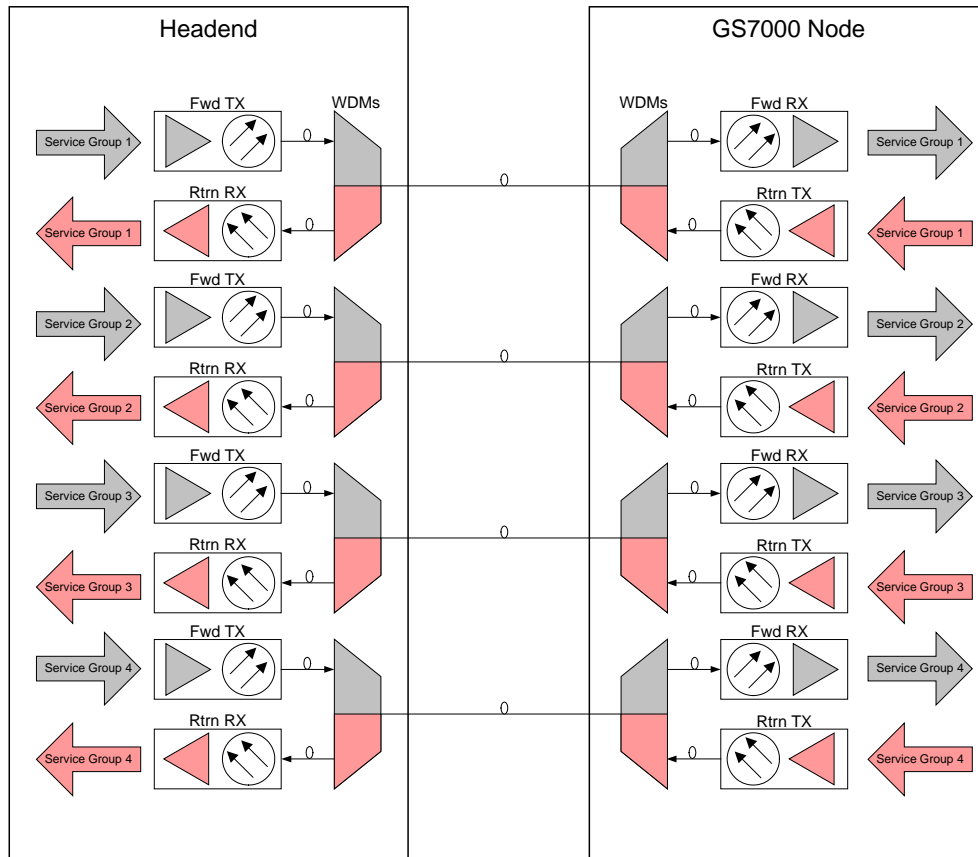 Headend
GS7000 Node
Fwd TX
WDMs
WDMs
Fwd RX
Service Group 1
Service Group 1
Rtrn RX
Rtrn TX
Service Group 1
Service Group 1
Fwd TX
Fwd RX
Service Group 2
Service Group 2
Rtrn RX
Rtrn TX
Service Group 2
Service Group 2
Fwd TX
Fwd RX
Service Group 3
Service Group 3
Rtrn RX
Rtrn TX
Service Group 3
Service Group 3
Fwd TX
Fwd RX
Service Group 4
Service Group 4
Rtrn RX
Rtrn TX
Service Group 4
Service Group 4